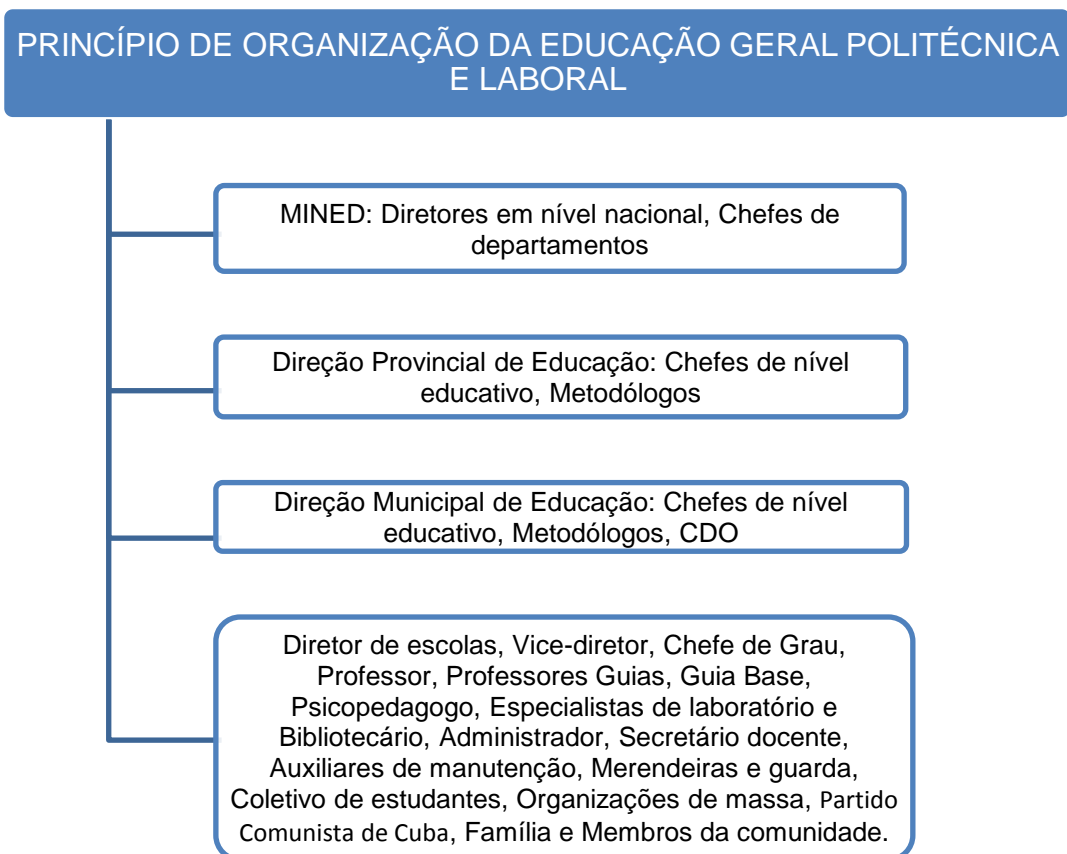 PRINCÍPIO DE ORGANIZAÇÃO DA EDUCAÇÃO GERAL POLITÉCNICA
E LABORAL
MINED: Diretores em nível nacional, Chefes de
departamentos
Direção Provincial de Educação: Chefes de nível
educativo, Metodólogos
Direção Municipal de Educação: Chefes de nível
educativo, Metodólogos, CDO
Diretor de escolas, Vice-diretor, Chefe de Grau,
Professor, Professores Guias, Guia Base,
Psicopedagogo, Especialistas de laboratório e
Bibliotecário, Administrador, Secretário docente,
Auxiliares de manutenção, Merendeiras e guarda,
Coletivo de estudantes, Organizações de massa, Partido
Comunista de Cuba, Família e Membros da comunidade.